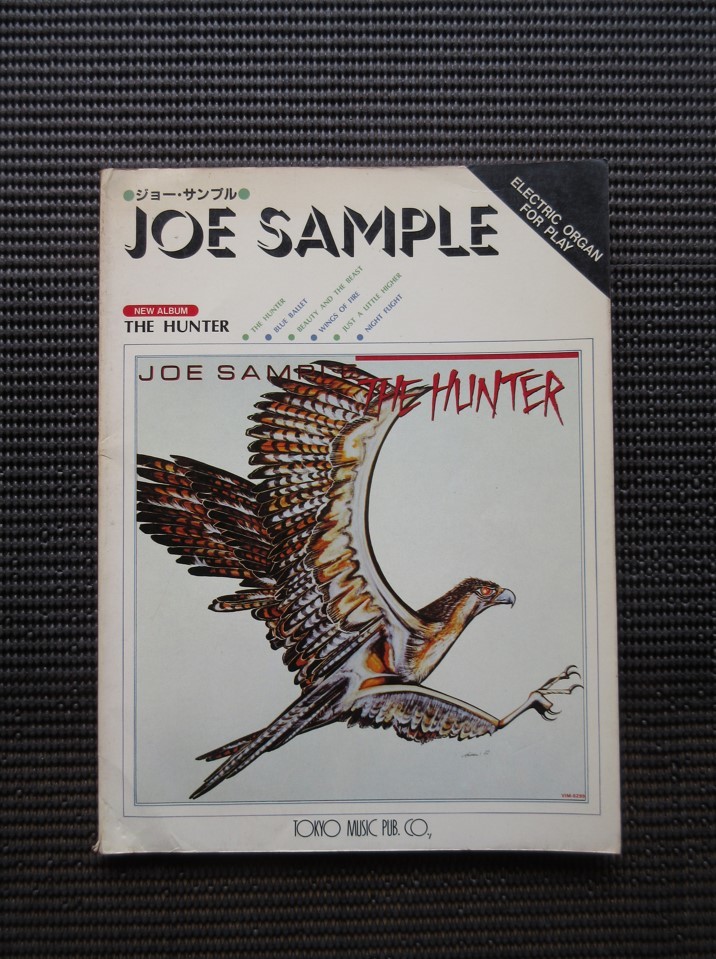 ●ジョー・サンプル●
JOE SAMPLE
ELECTRIC ORGAN
FOR PLAY
NEW ALBUM
THE HUNTER
● THE HUNTER
● BLUE BALLET
● BEAUTY AND THE BEAST
● WINGS OF FIRE
● JUST A LITTLE HIGHER
● NIGHT FLIGHT
JOE SAMPLE
THE HUNTER
TOKYO MUSIC PUB. CO.,